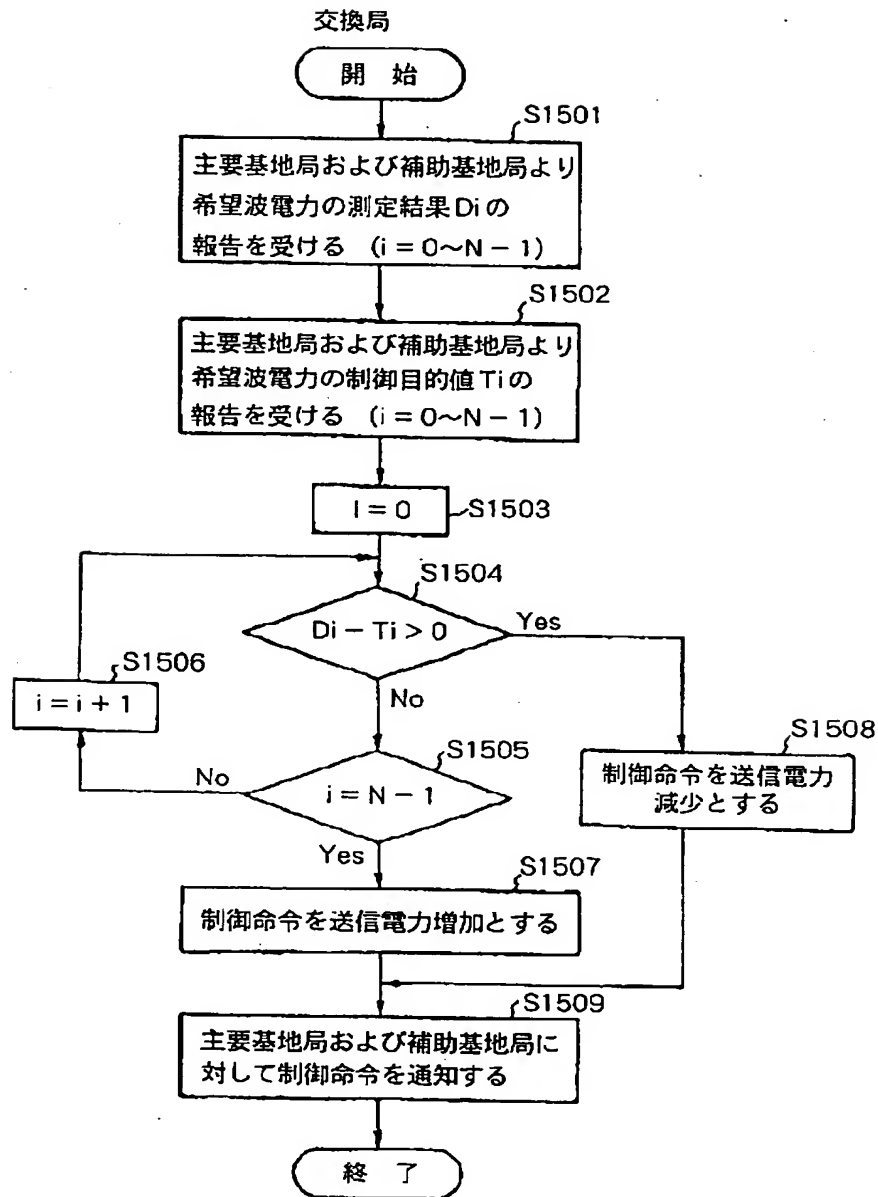 交換局
開 始
S1501
主要基地局および補助基地局より
希望波電力の測定結果Diの
報告を受ける (i=0~N-1)
S1502
主要基地局および補助基地局より
希望波電力の制御目的値Tiの
報告を受ける (i=0~N-1)
I=0
S1503
S1504
Di-Ti>0
Yes
S1506
i=i+1
No
S1505
i=N-1
No
Yes
S1508
制御命令を送信電力
減少とする
S1507
制御命令を送信電力増加とする
S1509
主要基地局および補助基地局に
対して制御命令を通知する
終 了